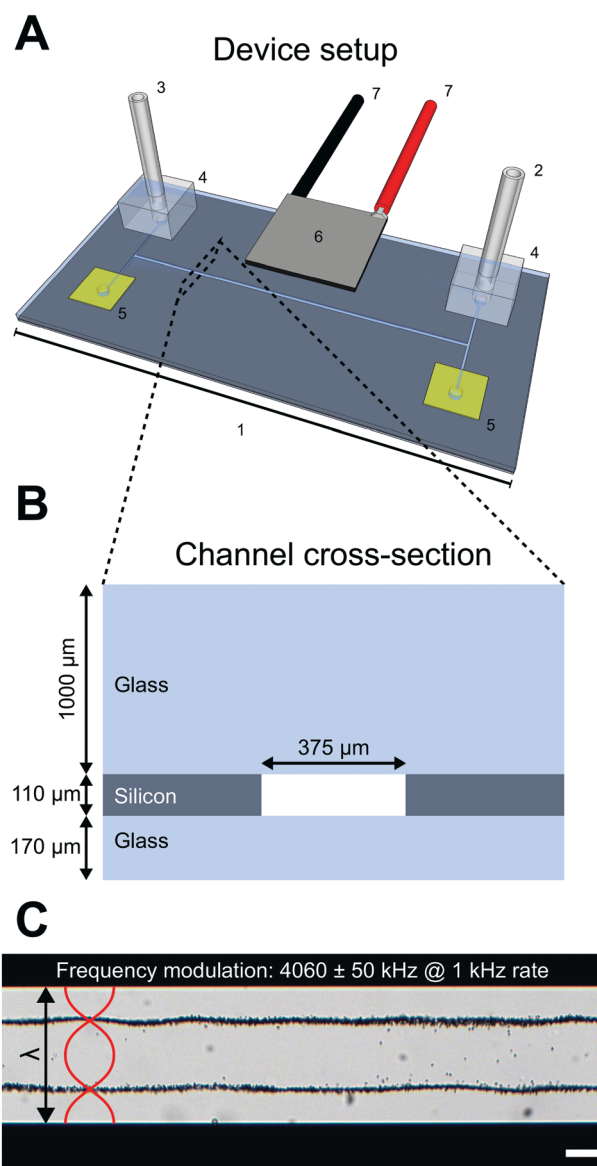 A
Device setup
3
7
7
2
4
4
6
5
5
1
B
Channel cross-section
1000 µm
Glass
375 µm
110 µm
Silicon
170 µm
Glass
C
Frequency modulation: 4060 ± 50 kHz @ 1 kHz rate
λ